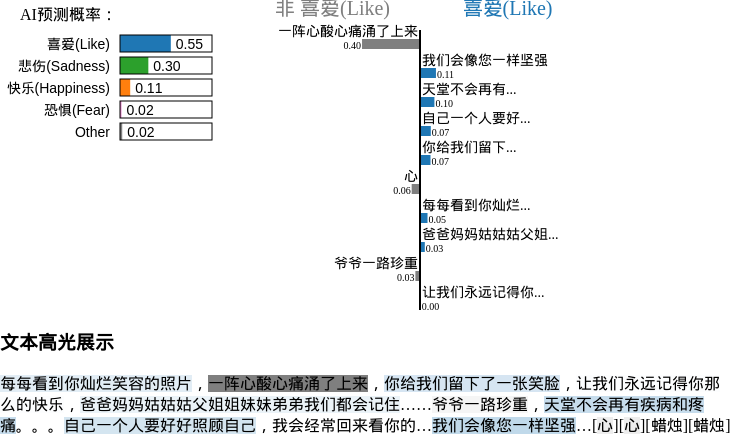 AI预测概率：
喜爱(Like) 0.55
悲伤(Sadness) 0.30
快乐(Happiness) 0.11
恐惧(Fear) 0.02
Other 0.02
非 喜爱(Like) 喜爱(Like)
一阵心酸心痛涌了上来
0.40
我们会像您一样坚强
0.11
天堂不会再有...
0.10
自己一个人要好...
0.07
你给我们留下...
0.07
心
0.06
每每看到你灿烂...
0.05
爸爸妈妈姑姑姑父姐...
0.03
爷爷一路珍重
0.03
让我们永远记得你...
0.00
文本高光展示
每每看到你灿烂笑容的照片，一阵心酸心痛涌了上来，你给我们留下了一张笑脸，让我们永远记得你那
么的快乐，爸爸妈妈姑姑姑父姐姐妹妹弟弟我们都会记住......爷爷一路珍重，天堂不会再有疾病和疼
痛。。。自己一个人要好好照顾自己，我会经常回来看你的...我们会像您一样坚强...[心][心][蜡烛][蜡烛]